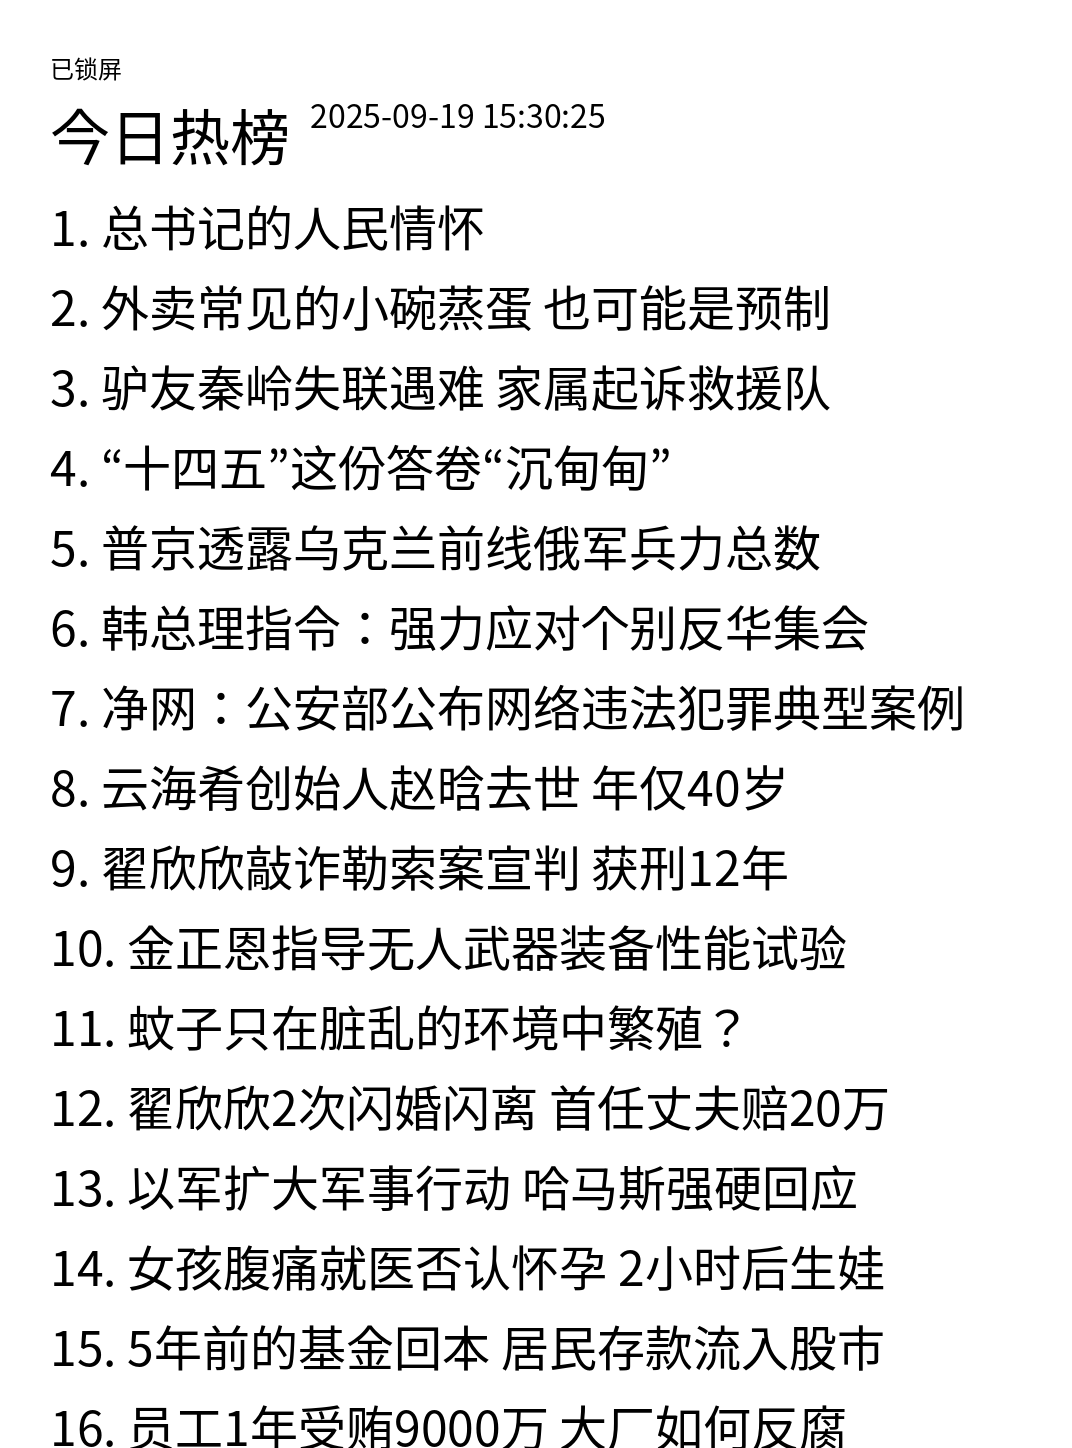 已锁屏
今日热榜 2025-09-19 15:30:25
1. 总书记的人民情怀
2. 外卖常见的小碗蒸蛋 也可能是预制
3. 驴友秦岭失联遇难 家属起诉救援队
4. “十四五”这份答卷“沉甸甸”
5. 普京透露乌克兰前线俄军兵力总数
6. 韩总理指令：强力应对个别反华集会
7. 净网：公安部公布网络违法犯罪典型案例
8. 云海肴创始人赵晗去世 年仅40岁
9. 翟欣欣敲诈勒索案宣判 获刑12年
10. 金正恩指导无人武器装备性能试验
11. 蚊子只在脏乱的环境中繁殖？
12. 翟欣欣2次闪婚闪离 首任丈夫赔20万
13. 以军扩大军事行动 哈马斯强硬回应
14. 女孩腹痛就医否认怀孕 2小时后生娃
15. 5年前的基金回本 居民存款流入股市
16. 员工1年受贿9000万 大厂如何反腐